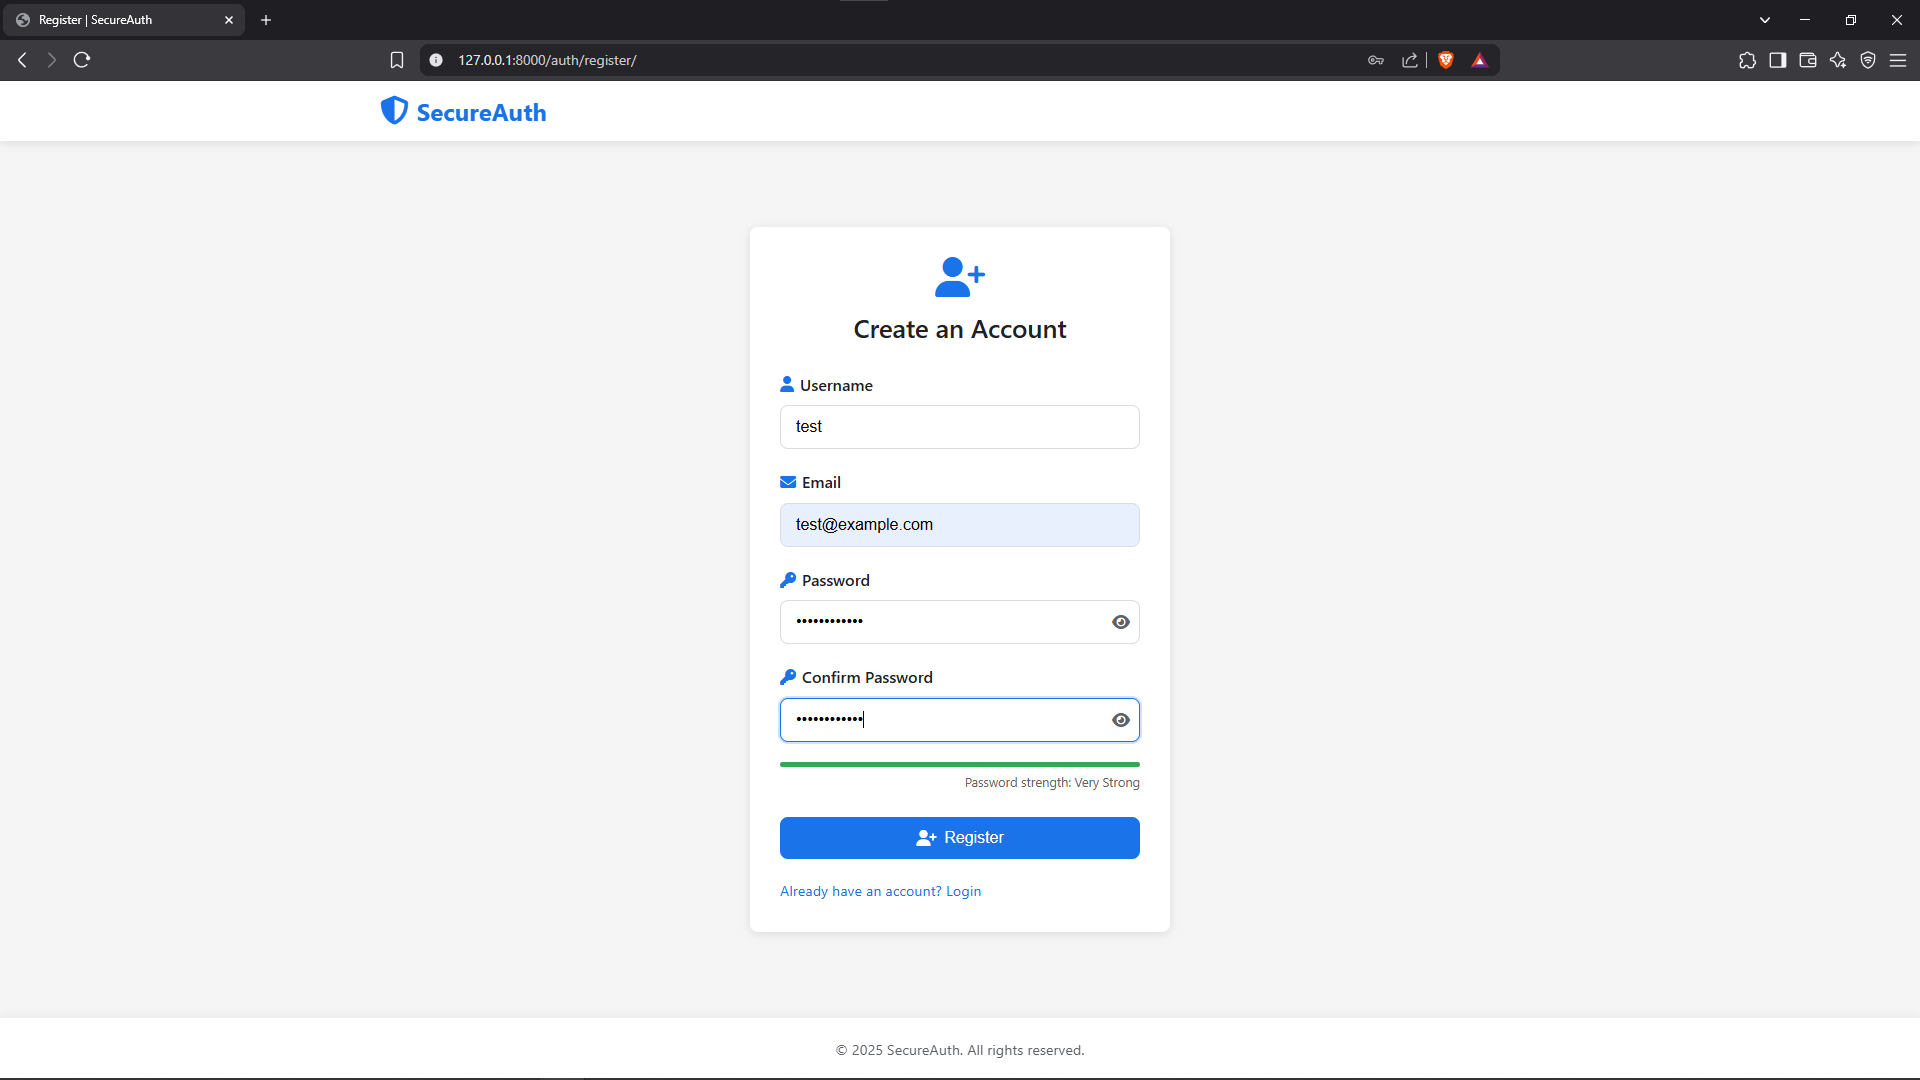 Register | SecureAuth
127.0.0.1:8000/auth/register/
SecureAuth
Create an Account
Username
test
Email
test@example.com
Password
••••••••••••
Confirm Password
••••••••••••
Password strength: Very Strong
Register
Already have an account? Login
© 2025 SecureAuth. All rights reserved.